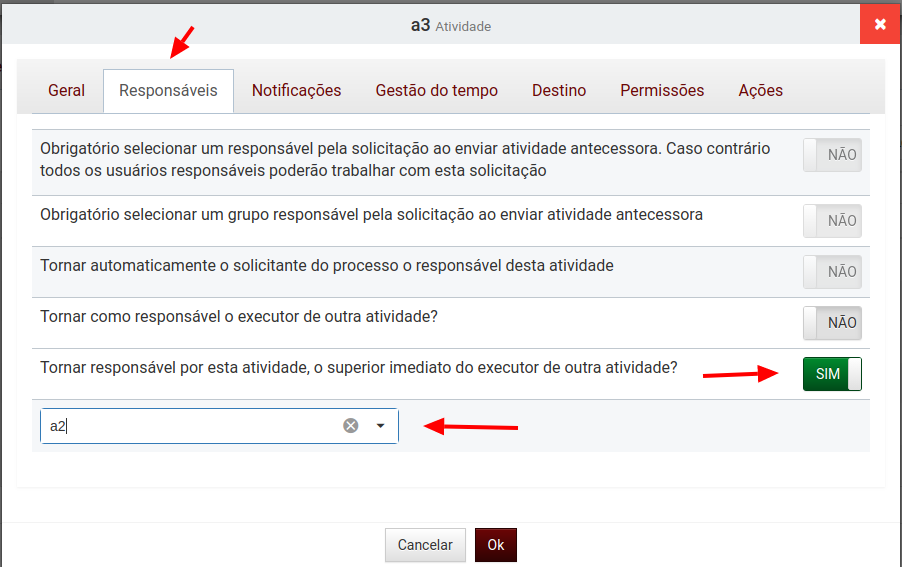 a3 Atividade
Geral Responsáveis Notificações Gestão do tempo Destino Permissões Ações
Obrigatório selecionar um responsável pela solicitação ao enviar atividade antecessora. Caso contrário
todos os usuários responsáveis poderão trabalhar com esta solicitação
NÃO
Obrigatório selecionar um grupo responsável pela solicitação ao enviar atividade antecessora
NÃO
Tornar automaticamente o solicitante do processo o responsável desta atividade
NÃO
Tornar como responsável o executor de outra atividade?
NÃO
Tornar responsável por esta atividade, o superior imediato do executor de outra atividade?
SIM
a2
Cancelar Ok